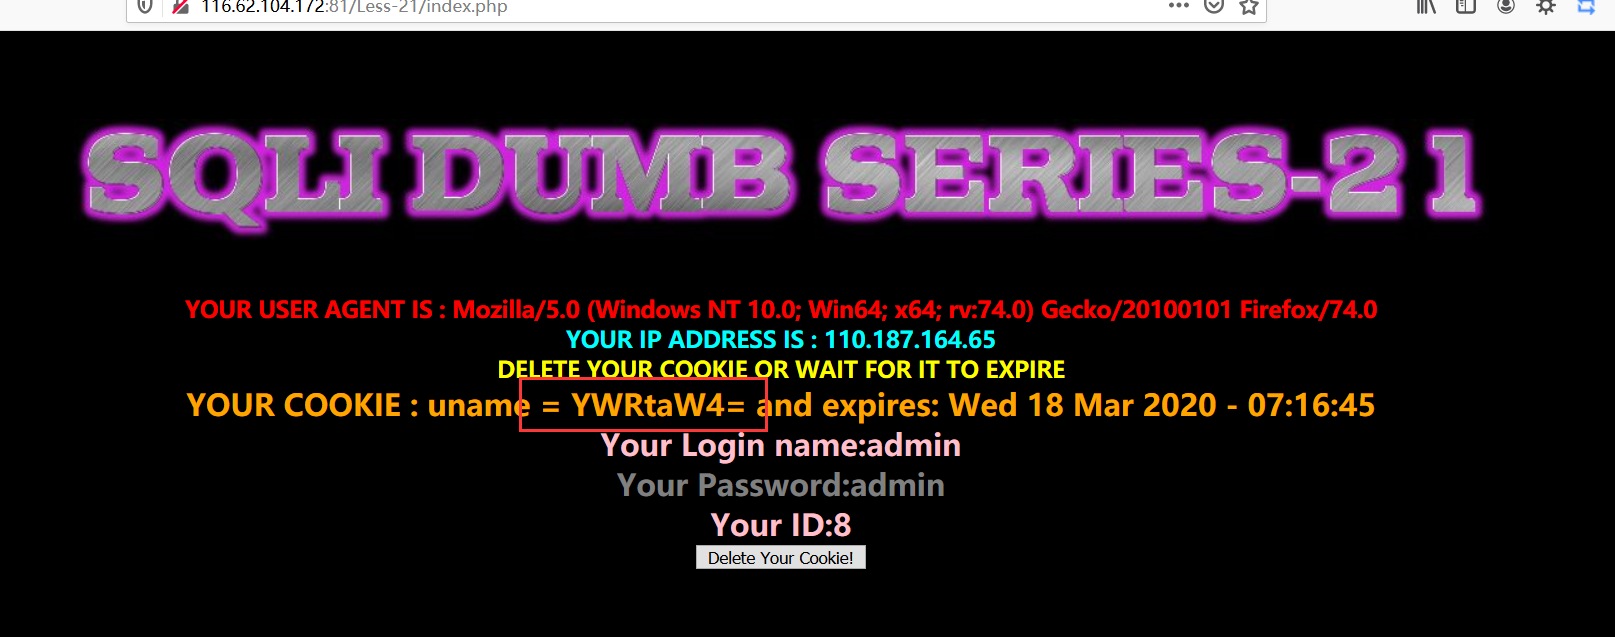 116.62.104.172:81/Less-21/index.php
SQLI DUMB SERIES-21
YOUR USER AGENT IS : Mozilla/5.0 (Windows NT 10.0; Win64; x64; rv:74.0) Gecko/20100101 Firefox/74.0
YOUR IP ADDRESS IS : 110.187.164.65
DELETE YOUR COOKIE OR WAIT FOR IT TO EXPIRE
YOUR COOKIE : uname = YWRtaW4= and expires: Wed 18 Mar 2020 - 07:16:45
Your Login name:admin
Your Password:admin
Your ID:8
Delete Your Cookie!